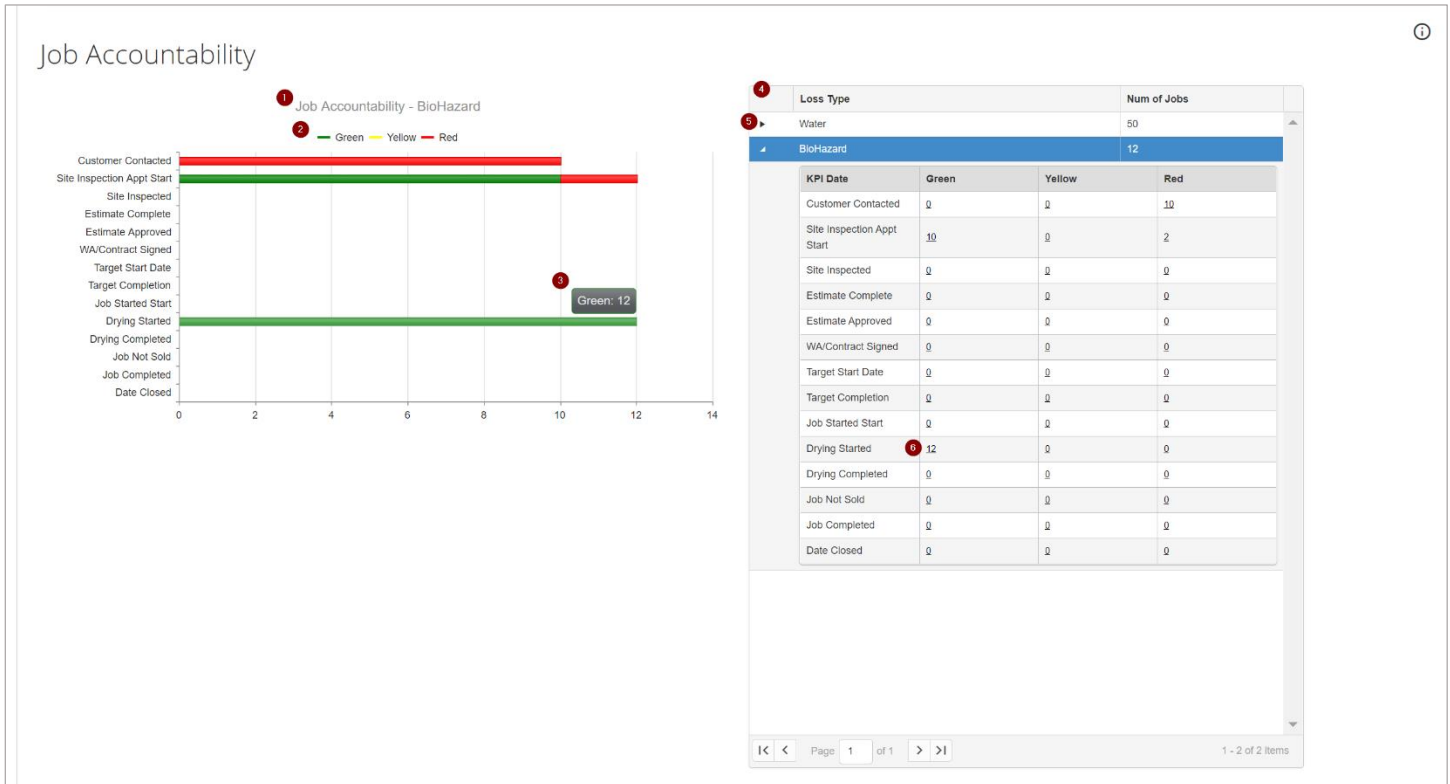 Job Accountability
1 Job Accountability - BioHazard
2 Green Yellow Red
Customer Contacted
Site Inspection Appt Start
Site Inspected
Estimate Complete
Estimate Approved
WA/Contract Signed
Target Start Date
Target Completion
3
Job Started Start
Green: 12
Drying Started
Drying Completed
Job Not Sold
Job Completed
Date Closed
0 2 4 6 8 10 12 14
4 Loss Type Num of Jobs
5 Water 50
BioHazard 12
KPI Date Green Yellow Red
Customer Contacted 0 0 10
Site Inspection Appt
Start 10 0 2
Site Inspected 0 0 0
Estimate Complete 0 0 0
Estimate Approved 0 0 0
WA/Contract Signed 0 0 0
Target Start Date 0 0 0
Target Completion 0 0 0
Job Started Start 0 0 0
Drying Started 6 12 0 0
Drying Completed 0 0 0
Job Not Sold 0 0 0
Job Completed 0 0 0
Date Closed 0 0 0
Page 1 of 1 1 - 2 of 2 Items